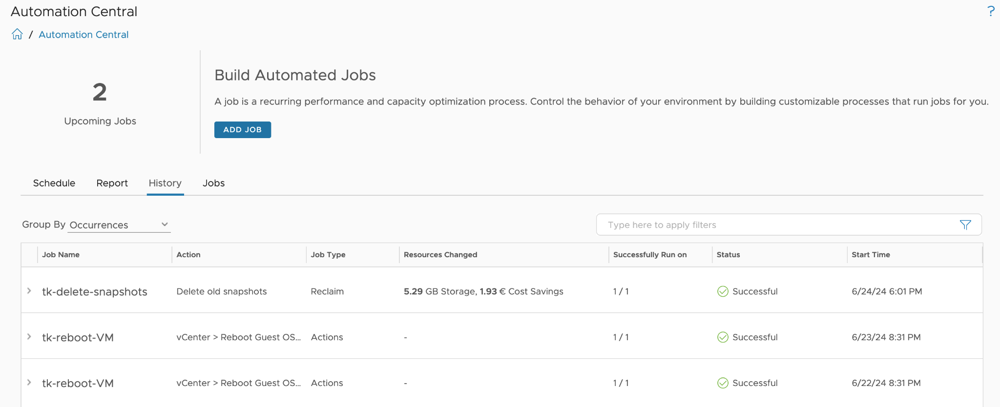 Automation Central
?
/ Automation Central
2
Upcoming Jobs
Build Automated Jobs
A job is a recurring performance and capacity optimization process. Control the behavior of your environment by building customizable processes that run jobs for you.
ADD JOB
Schedule Report History Jobs
Group By Occurrences
Type here to apply filters
Job Name Action Job Type Resources Changed Successfully Run on Status Start Time
tk-delete-snapshots Delete old snapshots Reclaim 5.29 GB Storage, 1.93 € Cost Savings 1 / 1 Successful 6/24/24 6:01 PM
tk-reboot-VM vCenter > Reboot Guest OS... Actions - 1 / 1 Successful 6/23/24 8:31 PM
tk-reboot-VM vCenter > Reboot Guest OS... Actions - 1 / 1 Successful 6/22/24 8:31 PM